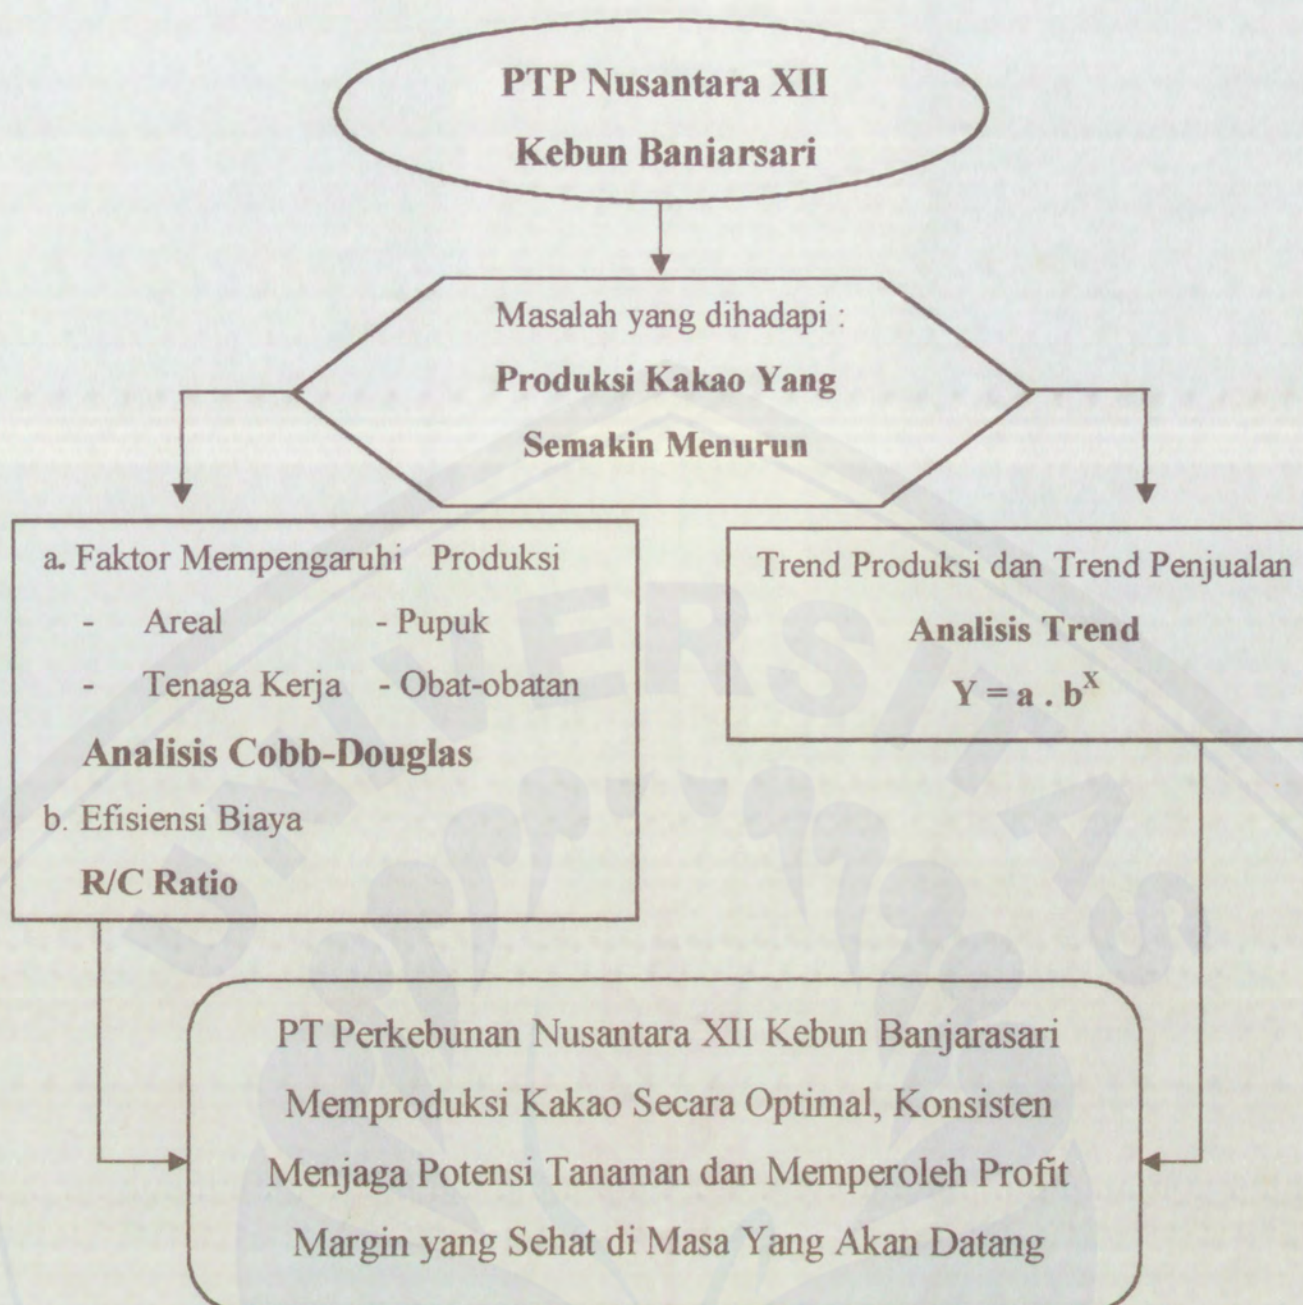 PTP Nusantara XII
Kebun Baniarsari
Masalah yang dihadapi :
Produksi Kakao Yang
Semakin Menurun
a. Faktor Mempengaruhi Produksi
- Areal - Pupuk
- Tenaga Kerja - Obat-obatan
Analisis Cobb-Douglas
b. Efisiensi Biaya
R/C Ratio
Trend Produksi dan Trend Penjualan
Analisis Trend
Y = a . b^X
PT Perkebunan Nusantara XII Kebun Banjarasari
Memproduksi Kakao Secara Optimal, Konsisten
Menjaga Potensi Tanaman dan Memperoleh Profit
Margin yang Sehat di Masa Yang Akan Datang
UNIVERSITAS